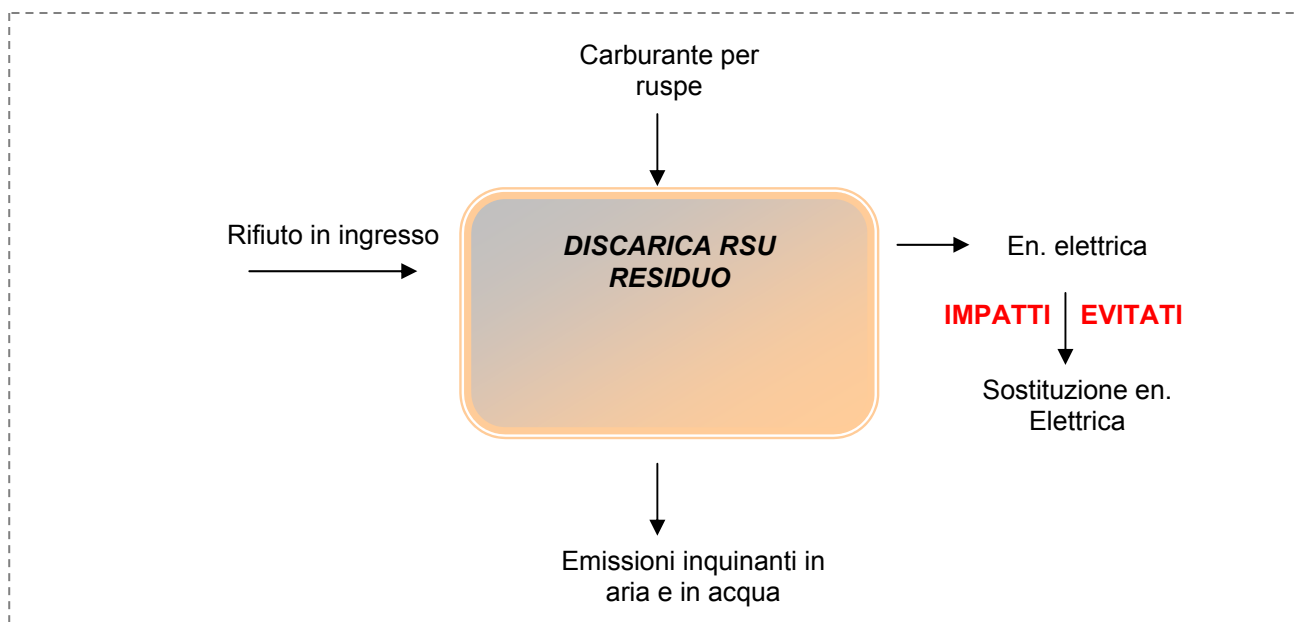 Carburante per
ruspe
Rifiuto in ingresso
DISCARICA RSU
RESIDUO
En. elettrica
IMPATTI EVITATI
Sostituzione en.
Elettrica
Emissioni inquinanti in
aria e in acqua